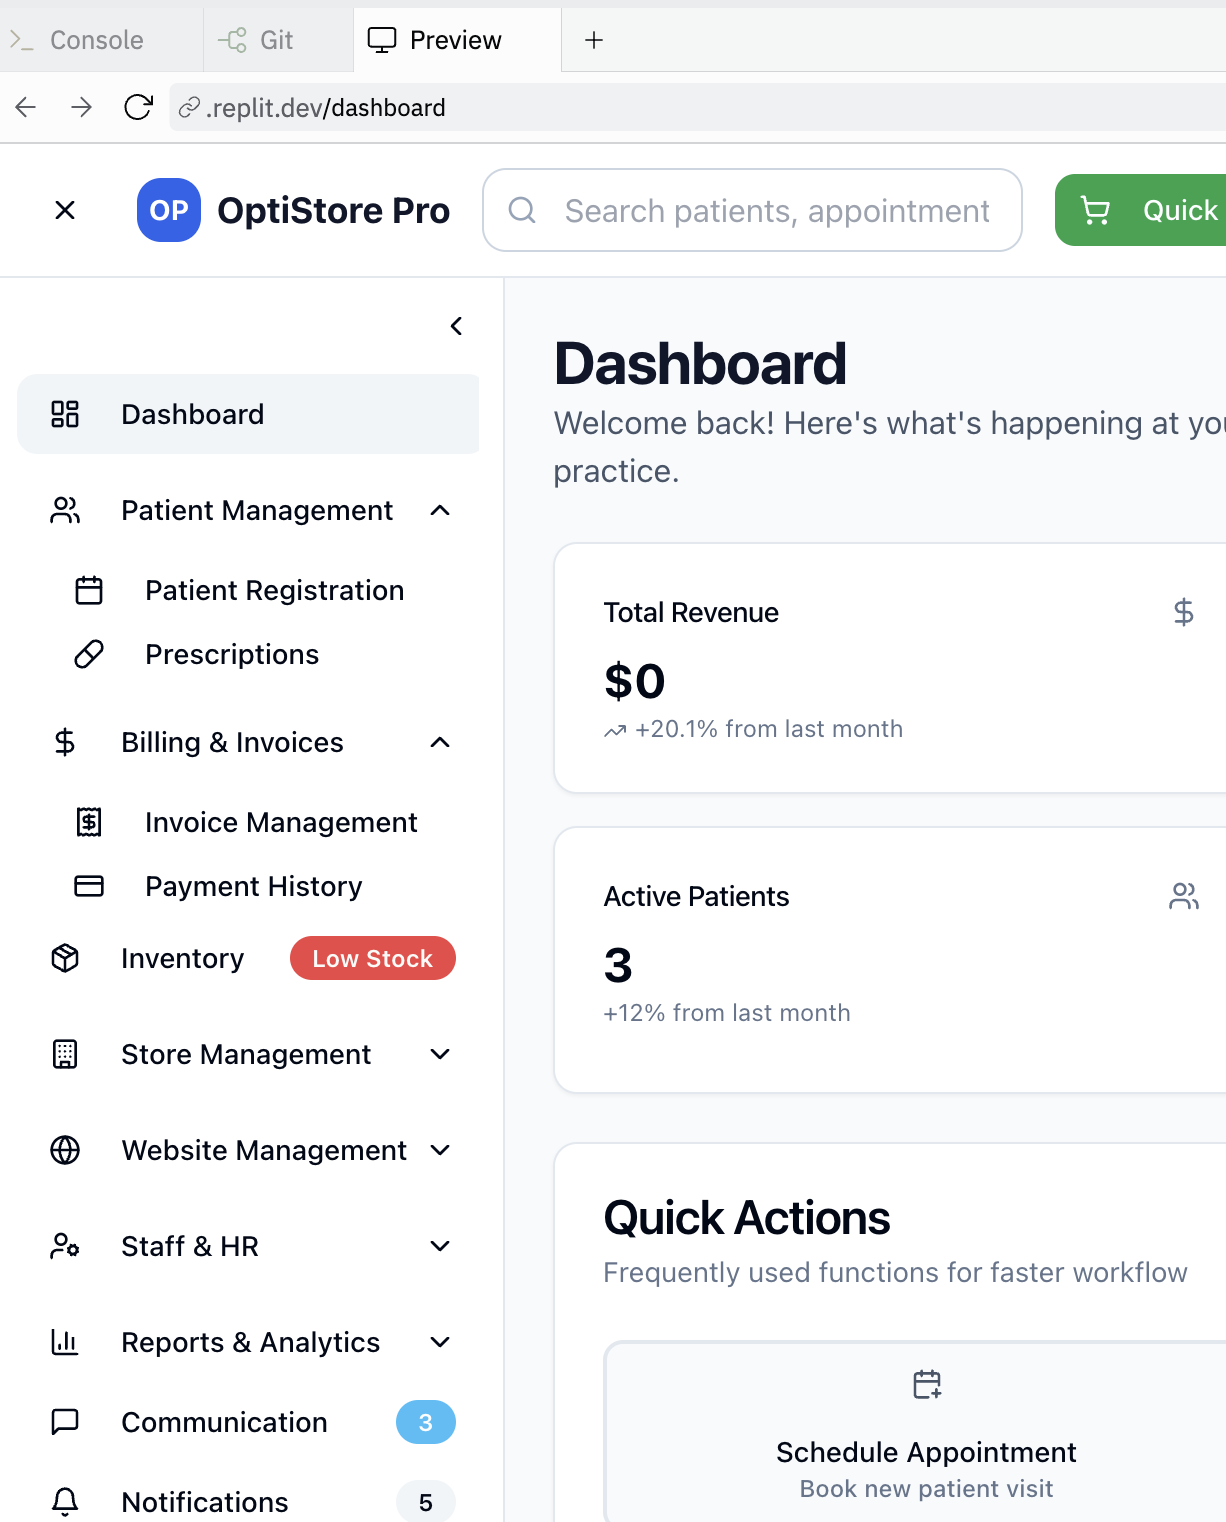 Console
Git
Preview
.replit.dev/dashboard
OP
OptiStore Pro
Search patients, appointment
Quick
Dashboard
Patient Management
Patient Registration
Prescriptions
Billing & Invoices
Invoice Management
Payment History
Inventory
Low Stock
Store Management
Website Management
Staff & HR
Reports & Analytics
Communication
3
Notifications
5
Dashboard
Welcome back! Here's what's happening at you
practice.
Total Revenue
$0
+20.1% from last month
Active Patients
3
+12% from last month
Quick Actions
Frequently used functions for faster workflow
Schedule Appointment
Book new patient visit